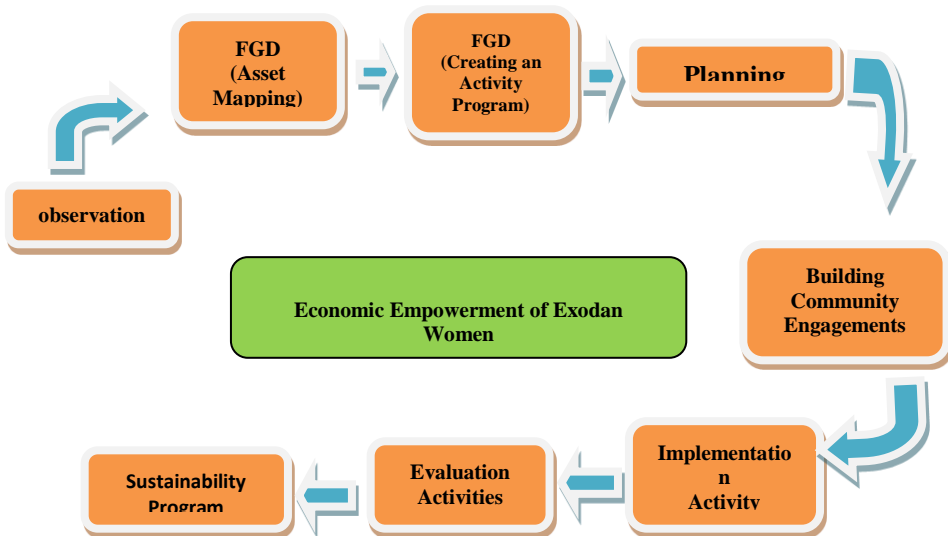 observation
FGD
(Asset
Mapping)
FGD
(Creating an
Activity
Program)
Planning
Building
Community
Engagements
Implementatio
n
Activity
Evaluation
Activities
Sustainability
Program
Economic Empowerment of Exodan
Women